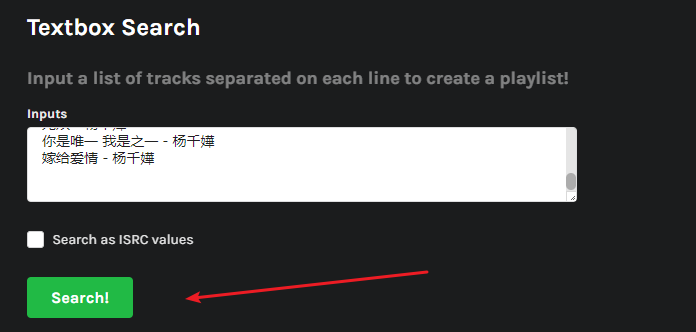 Textbox Search
Input a list of tracks separated on each line to create a playlist!
Inputs
你是唯一 我是之一 - 杨千嬅
嫁给爱情 - 杨千嬅
Search as ISRC values
Search!